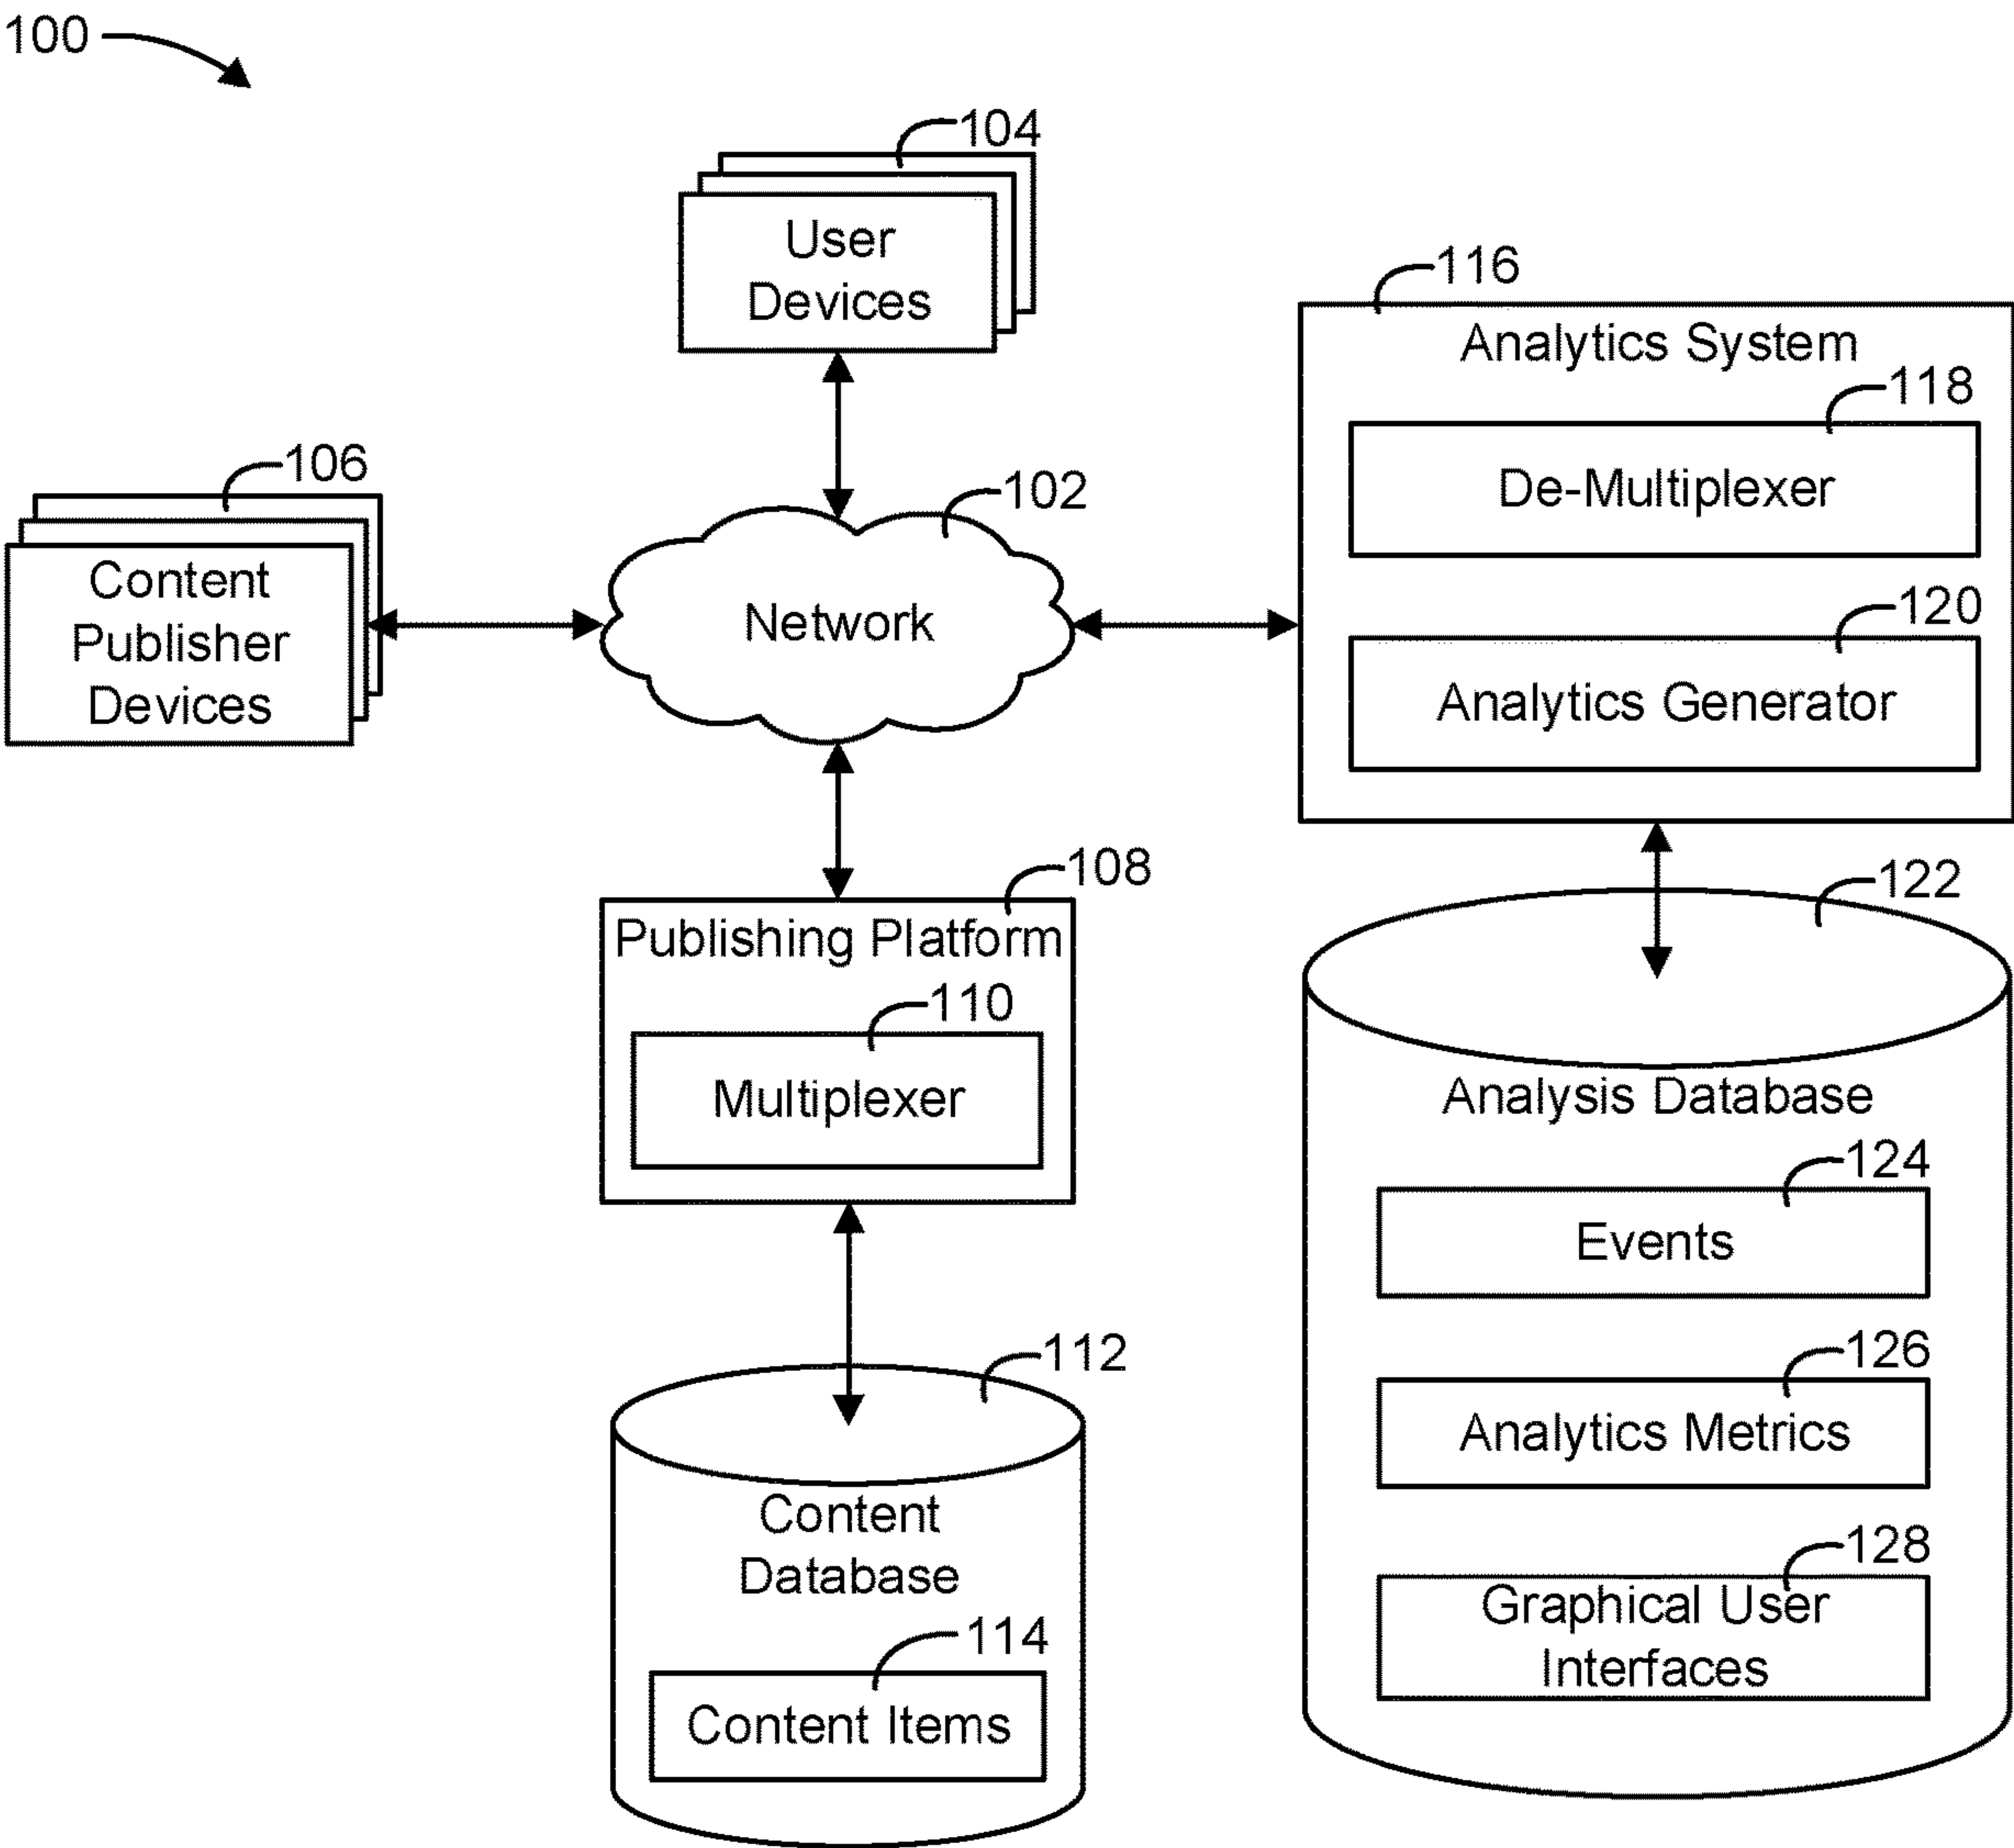 100
104
User
Devices
106
Content
Publisher
Devices
102
Network
116
Analytics System
118
De-Multiplexer
120
Analytics Generator
108
Publishing Platform
110
Multiplexer
112
Content
Database
114
Content Items
122
Analysis Database
124
Events
126
Analytics Metrics
128
Graphical User
Interfaces